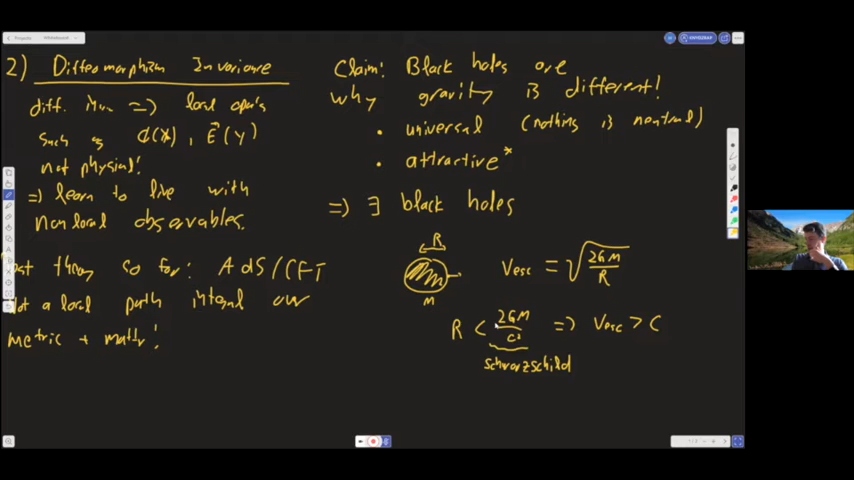 2) Diffeomorphism Invariance
diff. inv => local op's
such as φ(x), E(y)
not physical!
=> learn to live with
nonlocal observables.
best theory so far: AdS/CFT
Not a local path integral over
metric + matter!
Claim: Black holes are
why gravity is different!
• universal (nothing is neutral)
• attractive*
=> ∃ black holes
R
M
Vesc = √(2GM/R)
R < 2GM/c² => Vesc > C
Schwarzschild